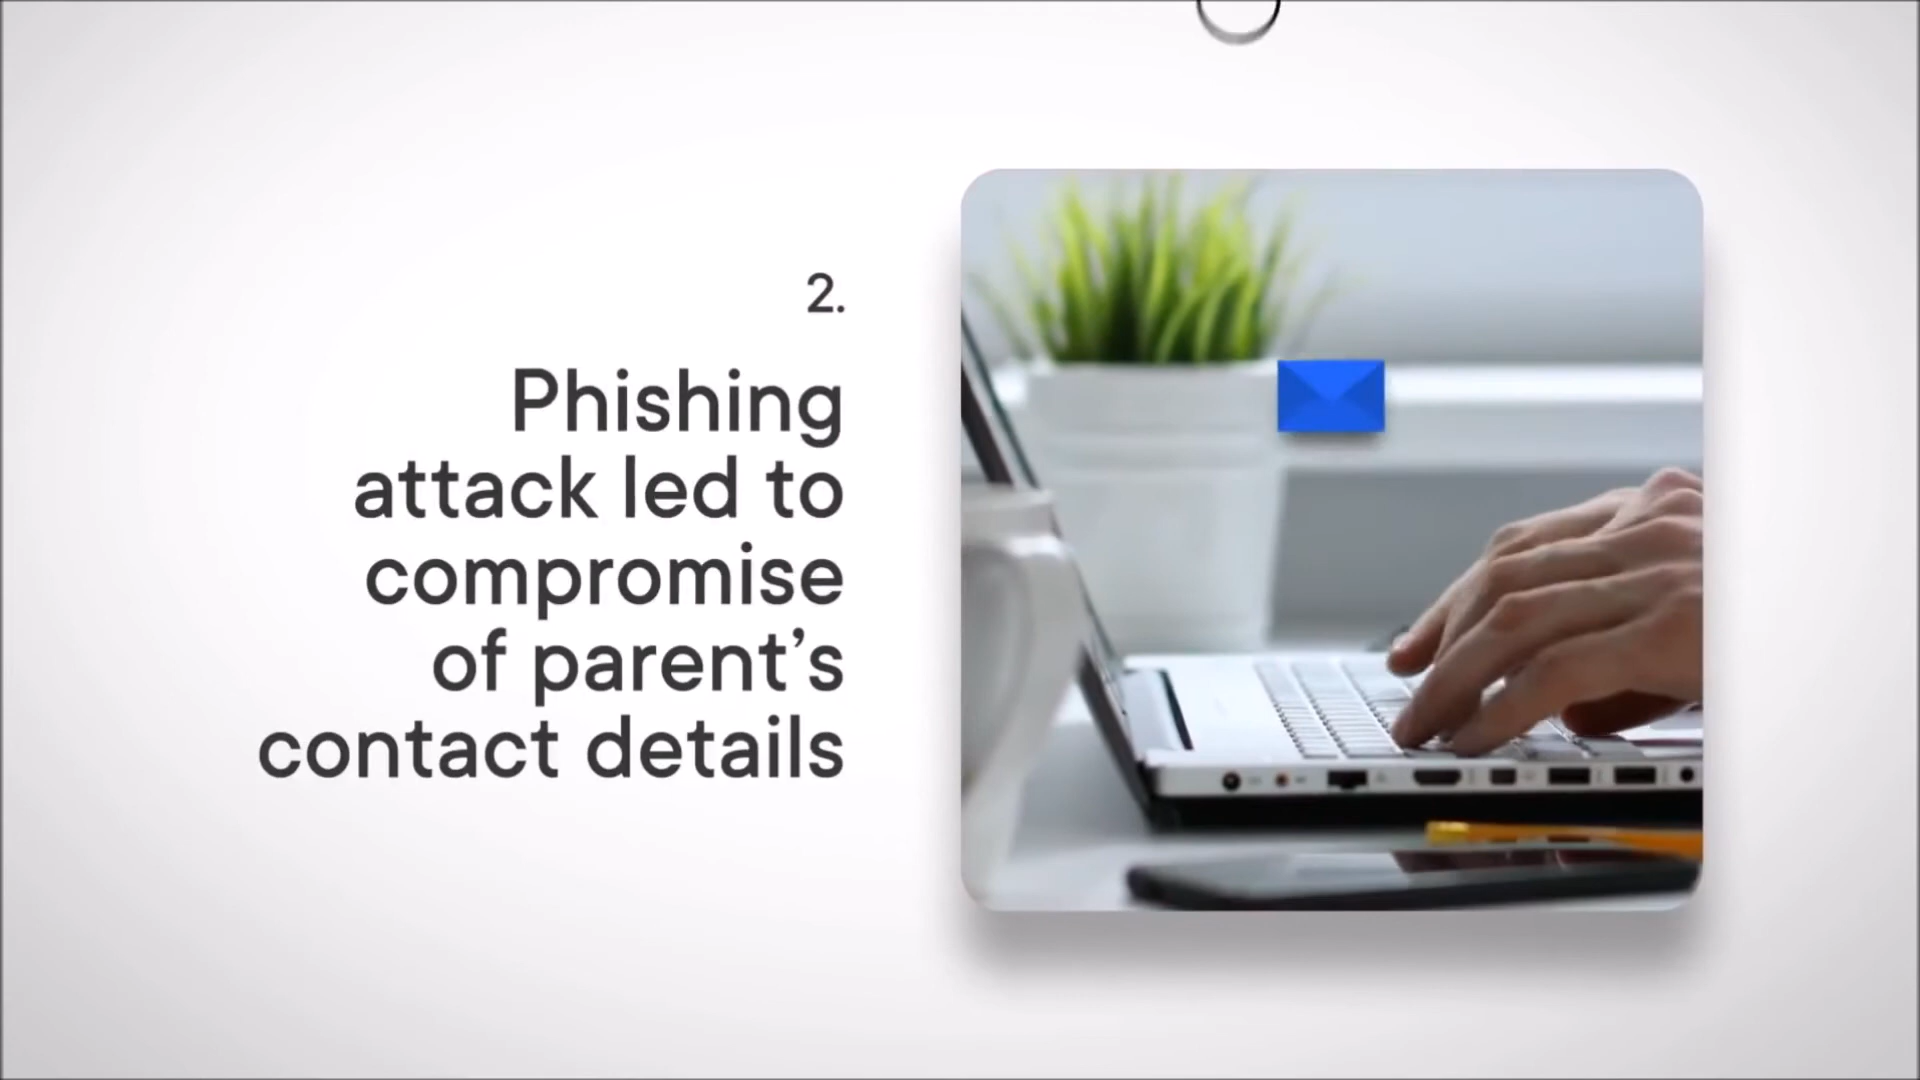 2.
Phishing
attack led to
compromise
of parent’s
contact details